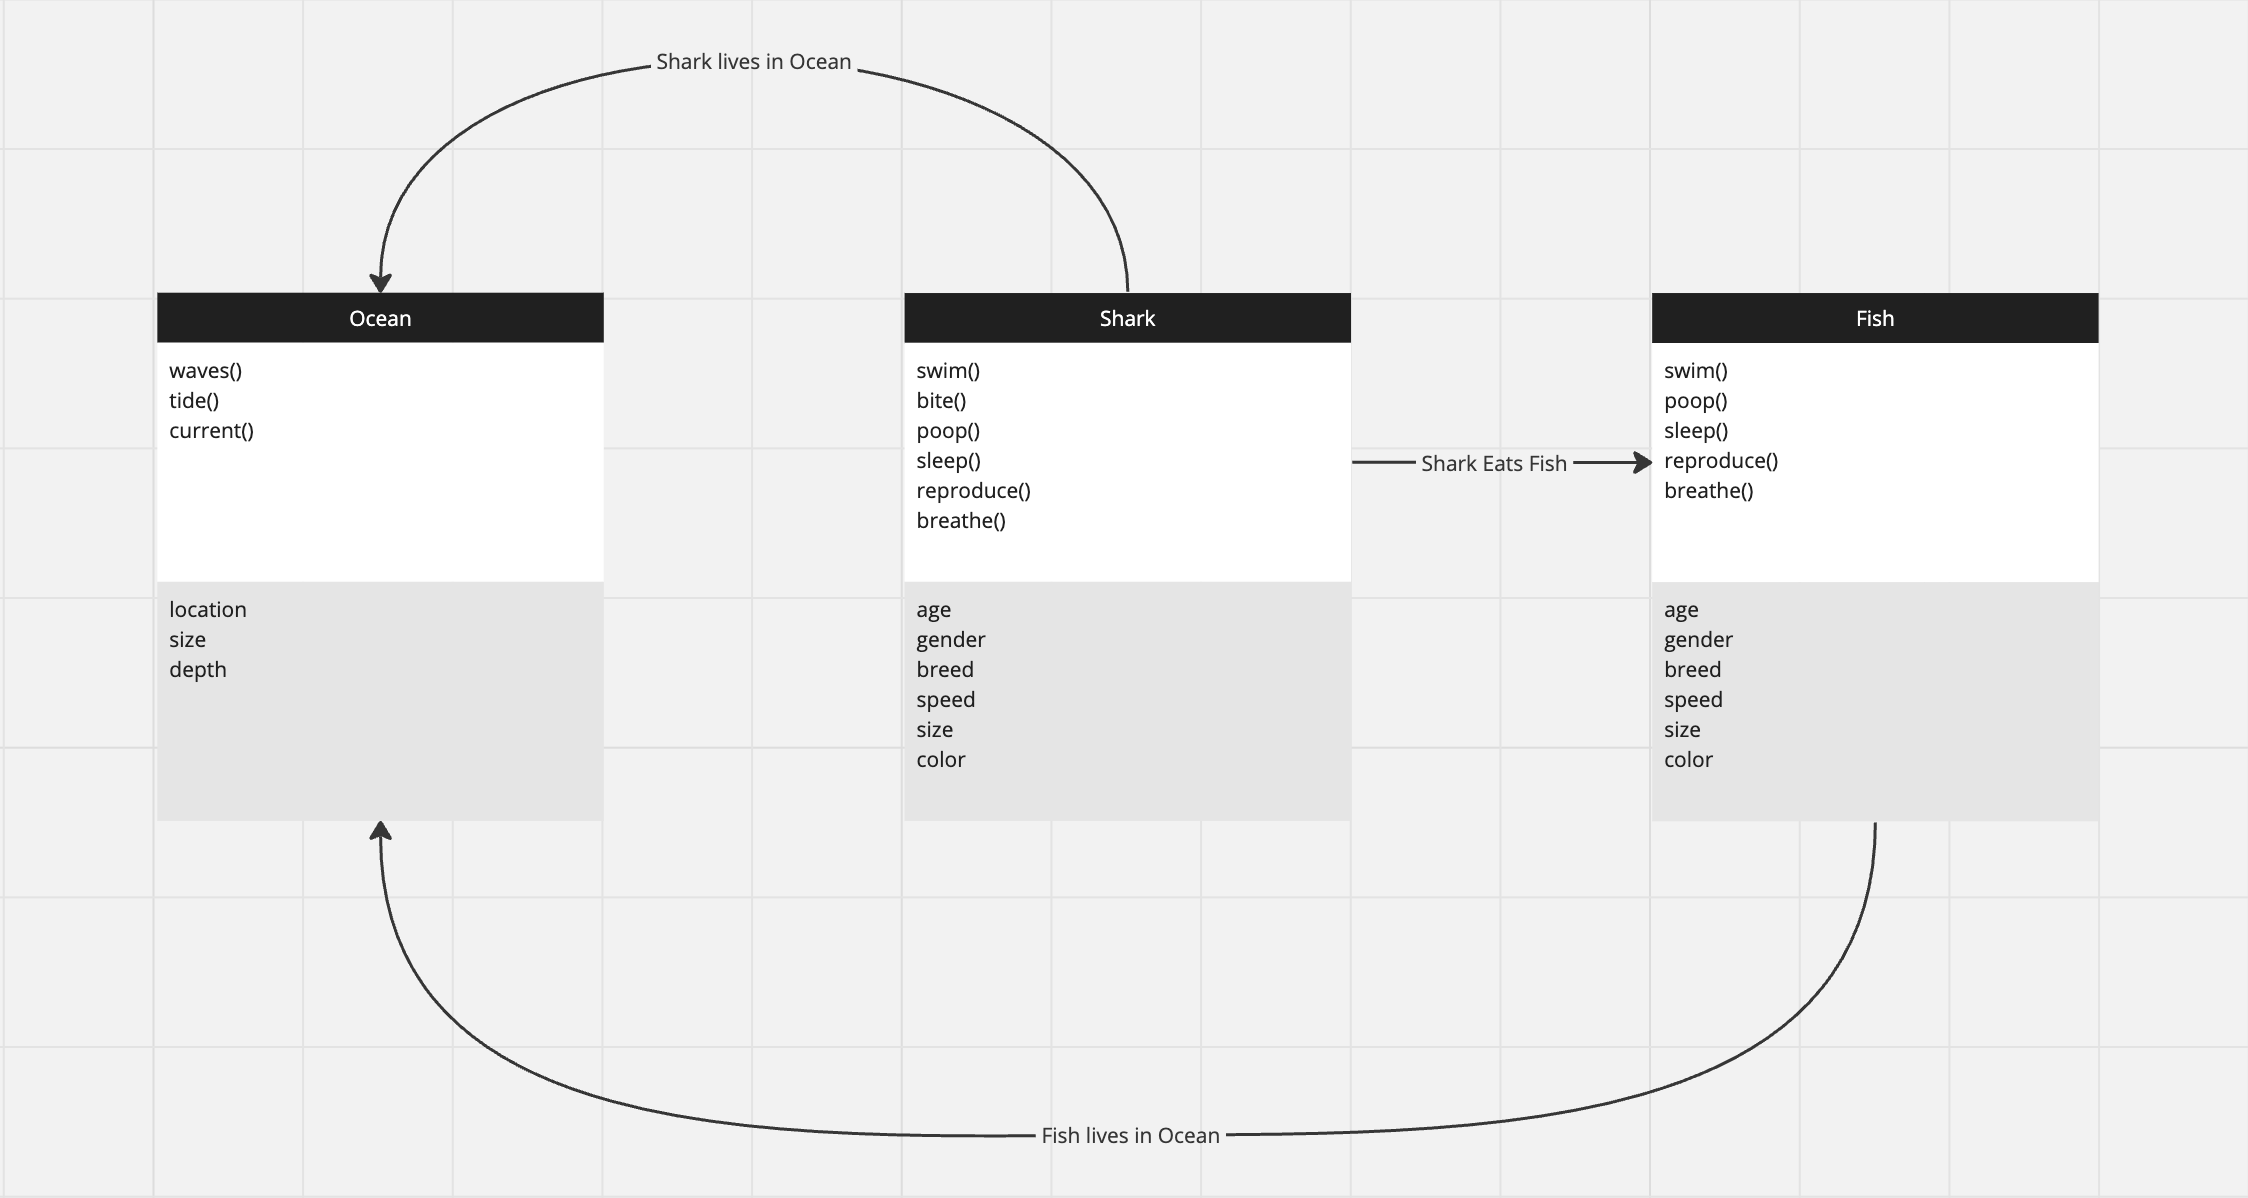 Shark lives in Ocean
Ocean
waves()
tide()
current()
location
size
depth
Shark
swim()
bite()
poop()
sleep()
reproduce()
breathe()
age
gender
breed
speed
size
color
Shark Eats Fish
Fish
swim()
poop()
sleep()
reproduce()
breathe()
age
gender
breed
speed
size
color
Fish lives in Ocean